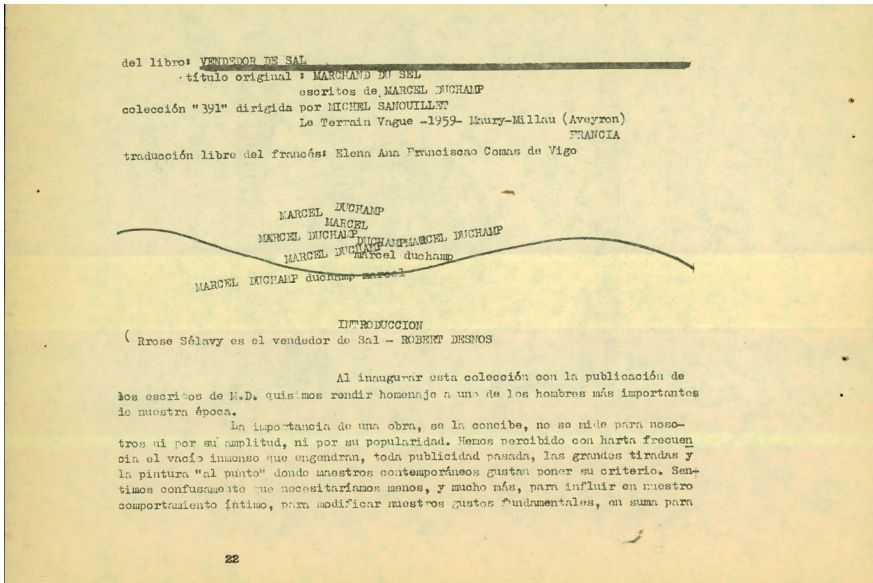 del libro: VENDEDOR DE SAL
título original : MARCHAND DU SEL
escritos de MARCEL DUCHAMP
colección "391" dirigida por MICHEL SANOUILLET
Le Terrain Vague -1959- Maury-Millau (Aveyron)
FRANCIA
traducción libre del francés: Elena Ana Franciscao Comas de Vigo
MARCEL DUCHAMP
MARCEL
MARCEL DUCHAMP DUCHAMPMARCEL DUCHAMP
MARCEL DUCHAMP marcel duchamp
MARCEL DUCHAMP duchamp marcel
INTRODUCCION
( Rrose Sélavy es el vendedor de Sal - ROBERT DESNOS
Al inaugurar esta colección con la publicación de
los escritos de M.D. quisimos rendir homenaje a uno de los hombres más importantes
de nuestra época.
La importancia de una obra, se la concibe, no se mide para noso-
tros ni por su amplitud, ni por su popularidad. Hemos percibido con harta frecuen
cia el vacío inmenso que engendran, toda publicidad pasada, las grandes tiradas y
la pintura "al punto" donde maestros contemporáneos gustan poner su criterio. Sen-
timos confusamente que necesitaríamos menos, y mucho más, para influir en nuestro
comportamiento íntimo, para modificar nuestros gustos fundamentales, en suma para
22